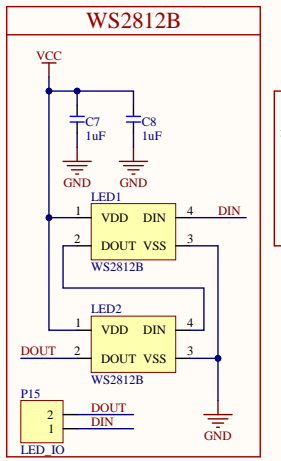 WS2812B
VCC
C7
1uF
C8
1uF
GND
GND
LED1
1 VDD DIN 4 DIN
2 DOUT VSS 3
WS2812B
LED2
1 VDD DIN 4
DOUT 2 DOUT VSS 3
WS2812B
P15
2 DOUT
1 DIN
LED_IO
GND